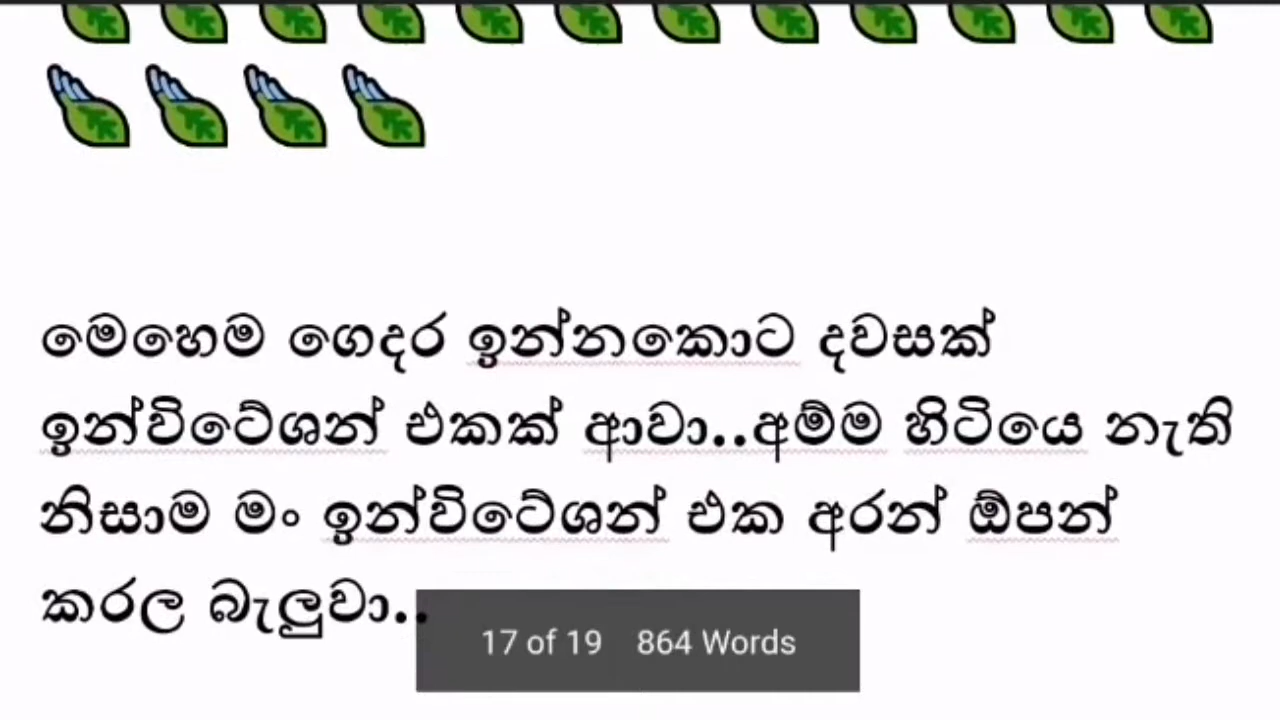 මෙහෙම ගෙදර ඉන්නකොට දවසක්
ඉන්විටේශන් එකක් ආවා..අම්ම හිටියෙ නැති
නිසාම මං ඉන්විටේශන් එක අරන් ඕපන්
කරල බැලුවා..
17 of 19 864 Words